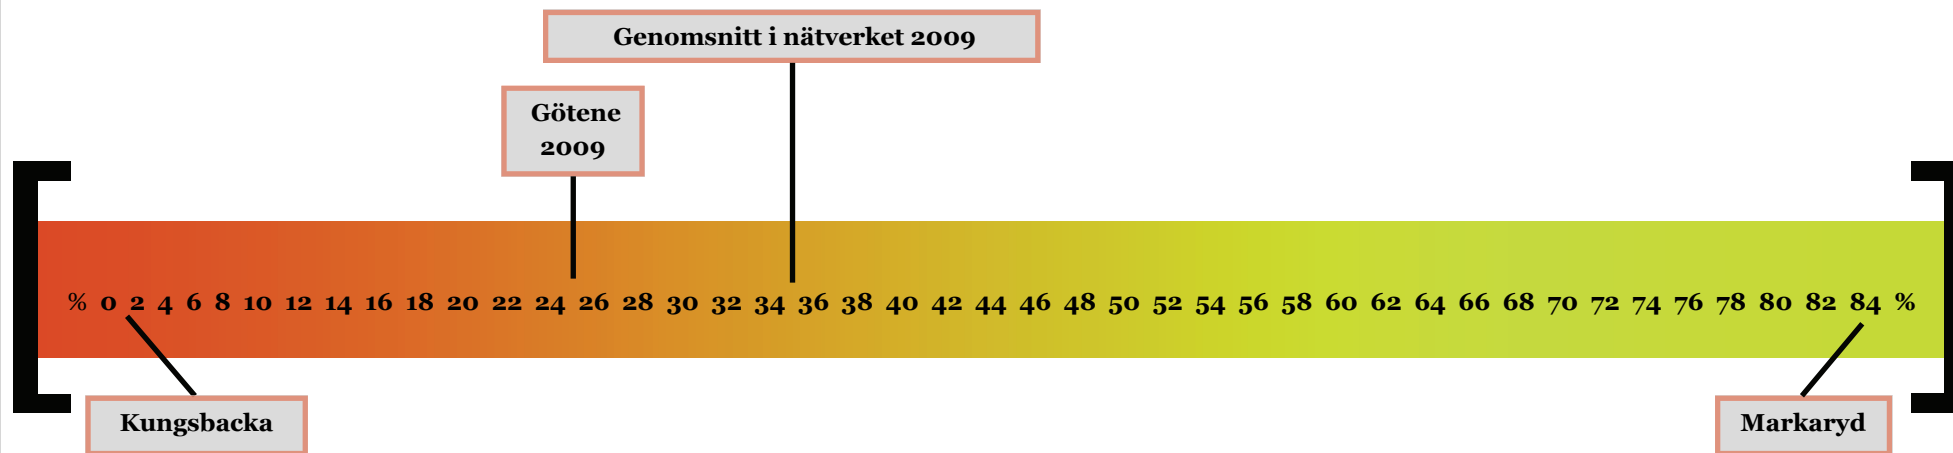 Genomsnitt i nätverket 2009
Götene
2009
% 0 2 4 6 8 10 12 14 16 18 20 22 24 26 28 30 32 34 36 38 40 42 44 46 48 50 52 54 56 58 60 62 64 66 68 70 72 74 76 78 80 82 84 %
Kungsbacka
Markaryd